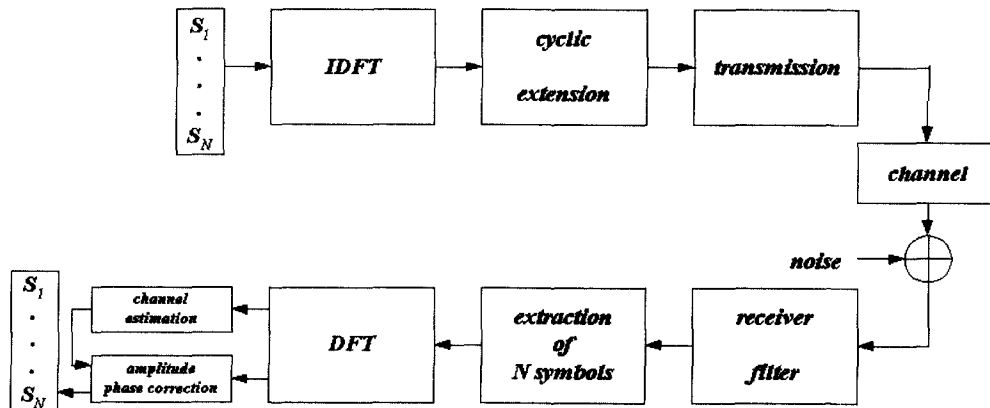 S1
.
.
.
SN
IDFT
cyclic
extension
transmission
channel
noise
receiver
filter
extraction
of
N symbols
DFT
channel
estimation
amplitude
phase correction
S1
.
.
.
SN